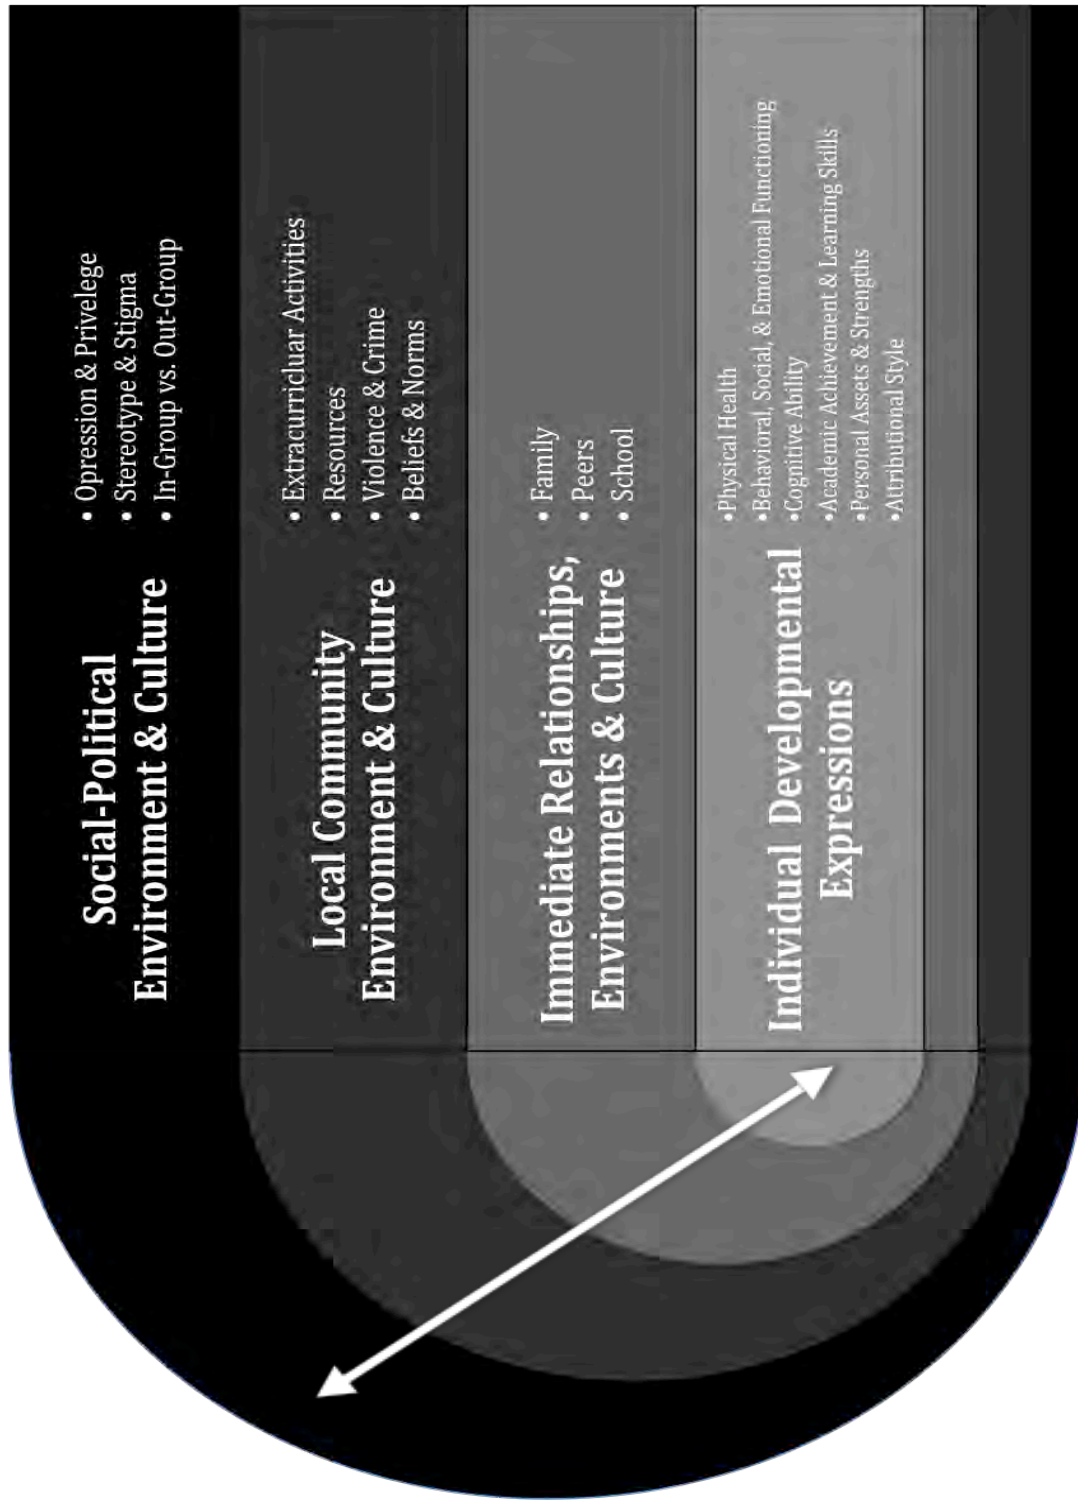 Social-Political
Environment & Culture
• Opression & Privelege
• Stereotype & Stigma
• In-Group vs. Out-Group
Local Community
Environment & Culture
• Extracurricluar Activities
• Resources
• Violence & Crime
• Beliefs & Norms
Immediate Relationships,
Environments & Culture
• Family
• Peers
• School
Individual Developmental
Expressions
•Physical Health
•Behavioral, Social, & Emotional Functioning
•Cognitive Ability
•Academic Achievement & Learning Skills
•Personal Assets & Strengths
•Attributional Style